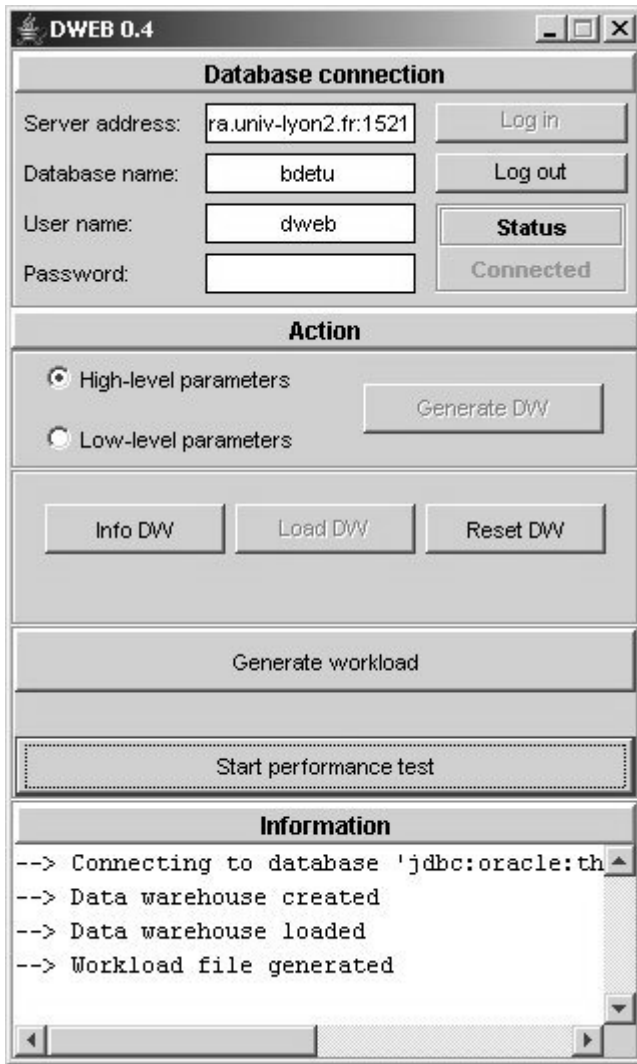 DWEB 0.4
Database connection
Server address: ra.univ-lyon2.fr:1521 Log in
Database name: bdetu Log out
User name: dweb Status
Password: Connected
Action
High-level parameters
Generate DW
Low-level parameters
Info DW Load DW Reset DW
Generate workload
Start performance test
Information
--> Connecting to database 'jdbc:oracle:th
--> Data warehouse created
--> Data warehouse loaded
--> Workload file generated